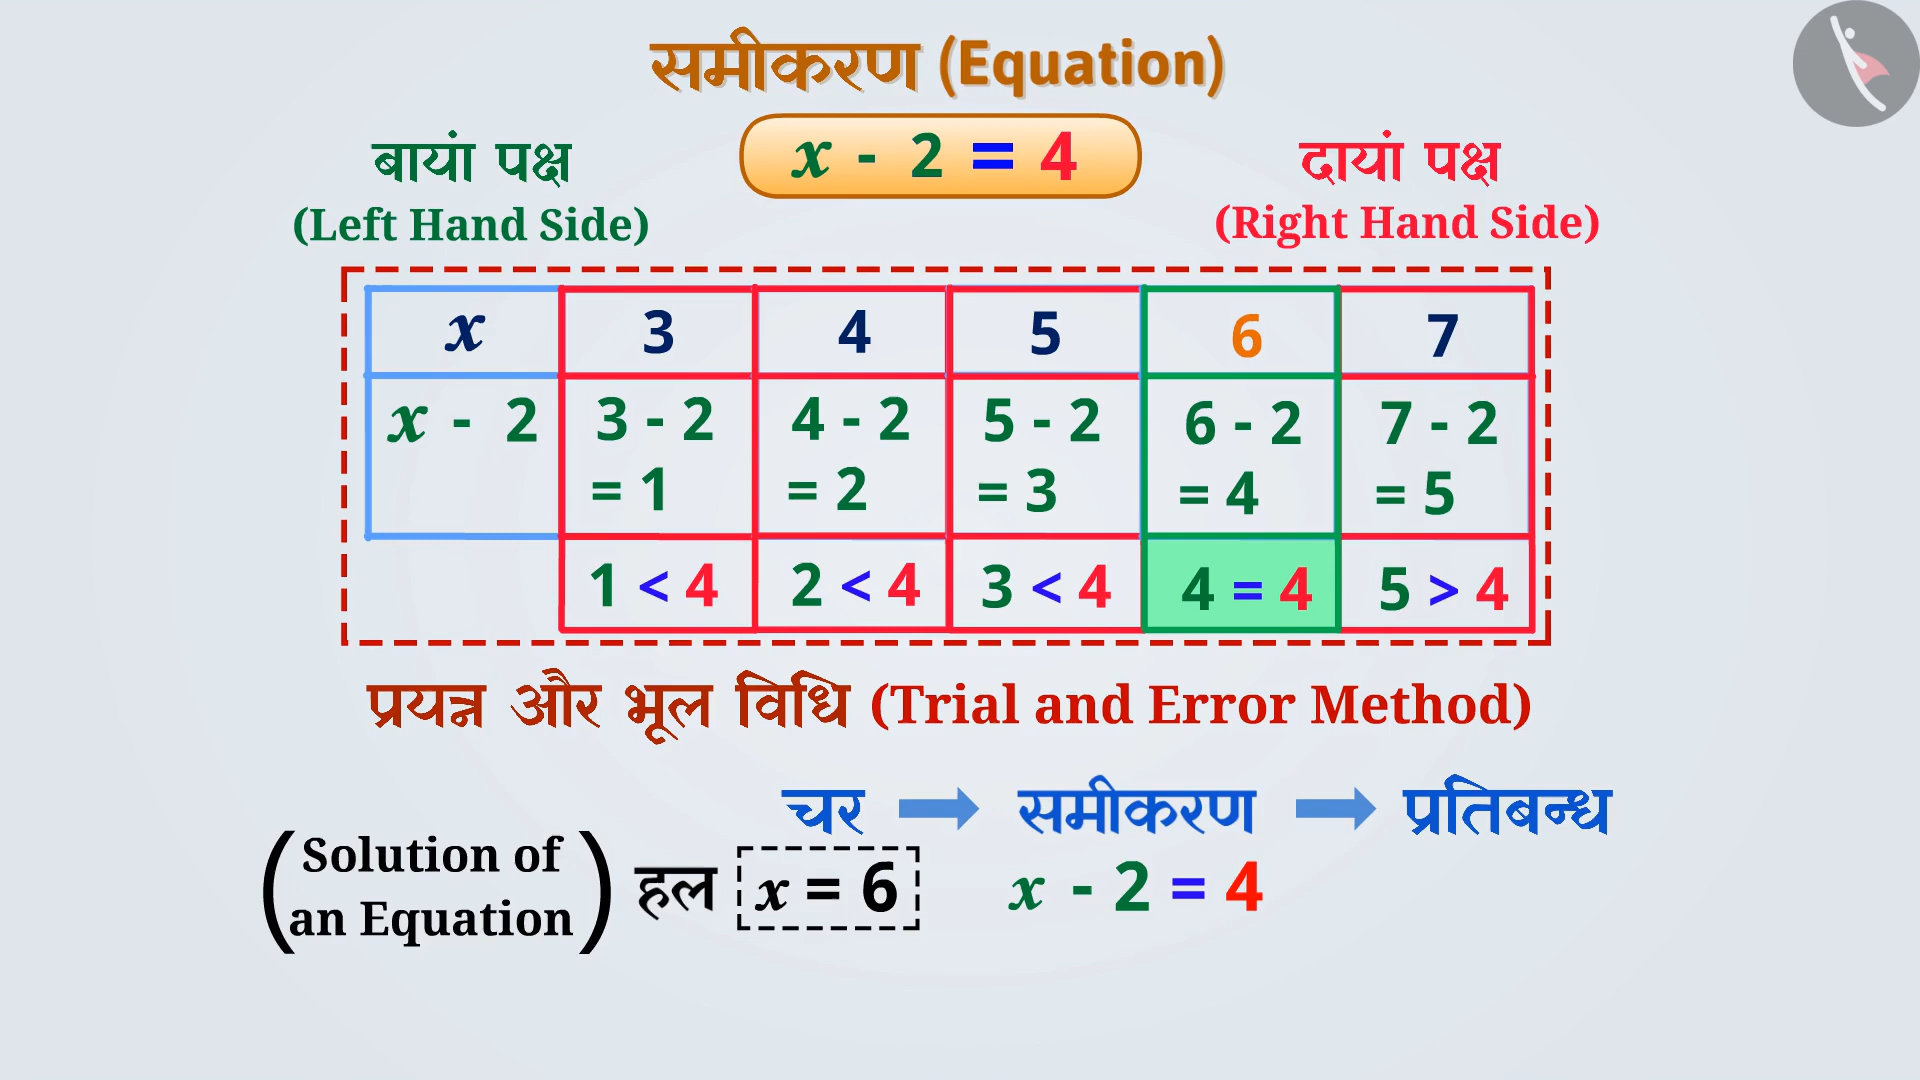 समीकरण (Equation)
x - 2 = 4
बायां पक्ष
(Left Hand Side)
दायां पक्ष
(Right Hand Side)
x 3 4 5 6 7
x - 2 3 - 2 4 - 2 5 - 2 6 - 2 7 - 2
= 1 = 2 = 3 = 4 = 5
1 < 4 2 < 4 3 < 4 4 = 4 5 > 4
प्रयत्न और भूल विधि (Trial and Error Method)
चर → समीकरण → प्रतिबन्ध
(Solution of
an Equation) हल x = 6 x - 2 = 4